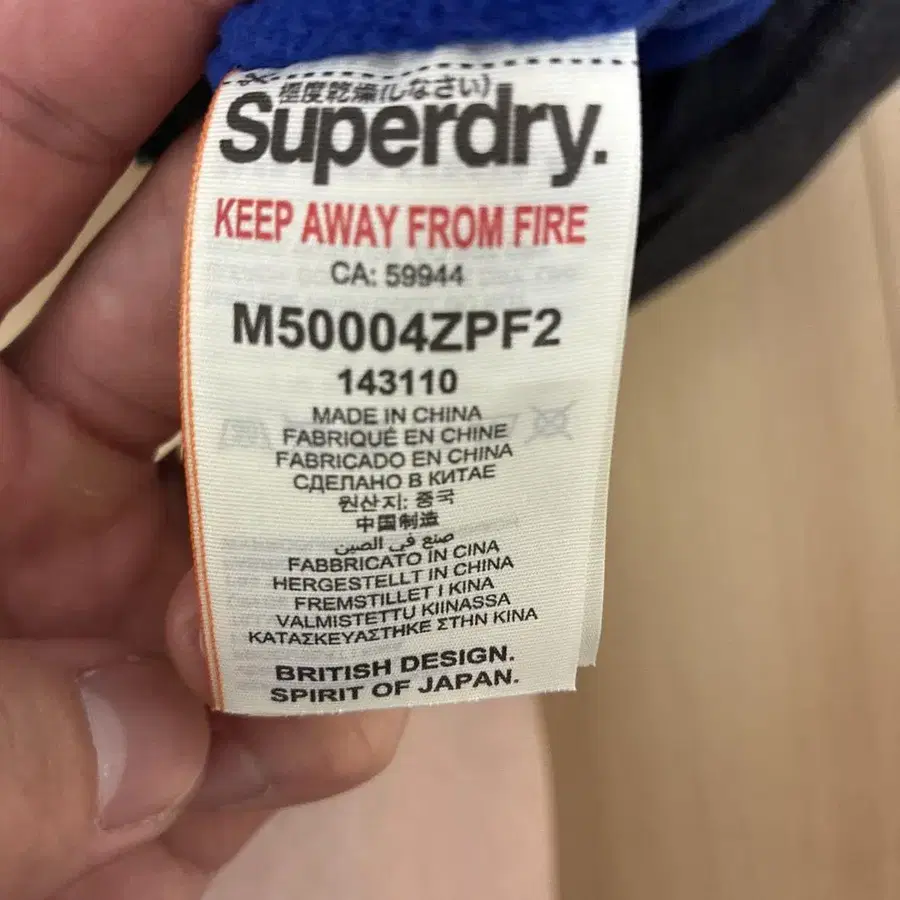 極度乾燥(しなさい)
Superdry.
KEEP AWAY FROM FIRE
CA: 59944
M50004ZPF2
143110
MADE IN CHINA
FABRIQUÉ EN CHINE
FABRICADO EN CHINA
СДЕЛАНО В КИТАЕ
원산지: 중국
中国制造
صنع في الصين
FABBRICATO IN CINA
HERGESTELLT IN CHINA
FREMSTILLET I KINA
VALMISTETTU KIINASSA
ΚΑΤΑΣΚΕΥΑΣΤΗΚΕ ΣΤΗΝ ΚΙΝΑ
BRITISH DESIGN.
SPIRIT OF JAPAN.